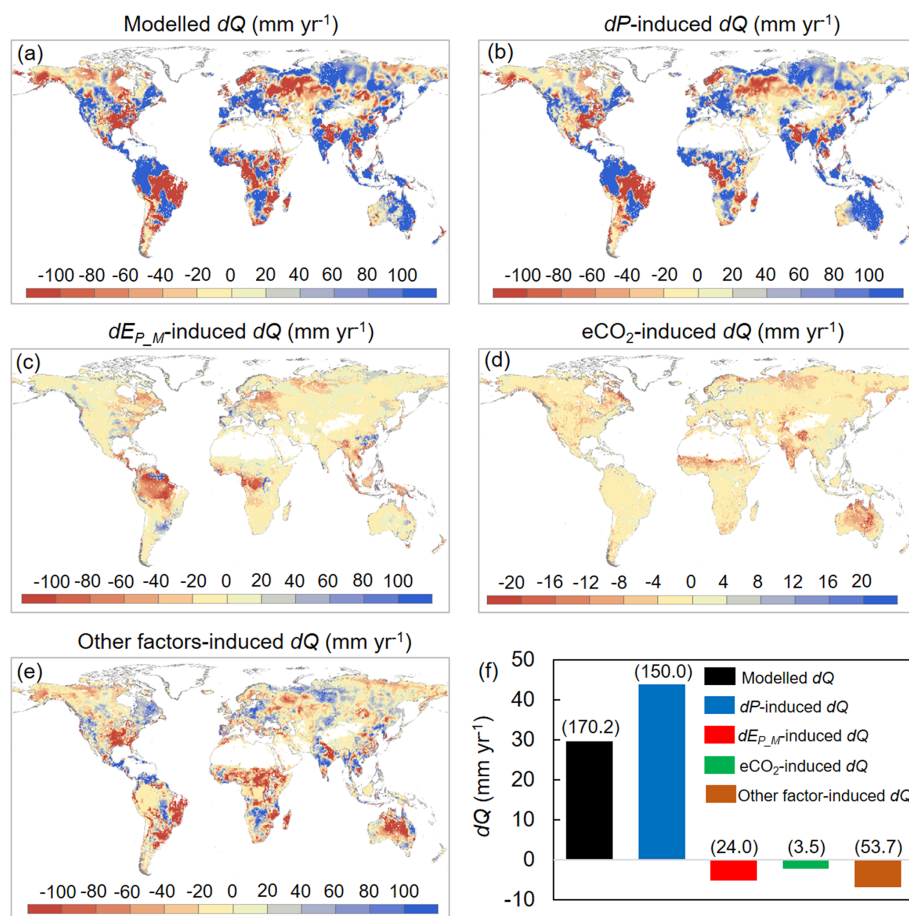 Modelled dQ (mm yr⁻¹)
dP-induced dQ (mm yr⁻¹)
(a)
(b)
-100 -60 -40 -20 0 20 40 60 80 100
-100 -60 -40 -20 0 20 40 60 80 100
dE_P_M-induced dQ (mm yr⁻¹)
eCO₂-induced dQ (mm yr⁻¹)
(c)
(d)
-100 -60 -40 -20 0 20 40 60 80 100
-20 -16 -12 -8 -4 0 4 8 12 16 20
Other factors-induced dQ (mm yr⁻¹)
(e)
-100 -60 -40 -20 0 20 40 60 80 100
(f)
dQ (mm yr⁻¹)
50
40
30
20
10
0
-10
(170.2)
(150.0)
(24.0)
(3.5)
(53.7)
Modelled dQ
dP-induced dQ
dE_P_M-induced dQ
eCO₂-induced dQ
Other factor-induced dQ